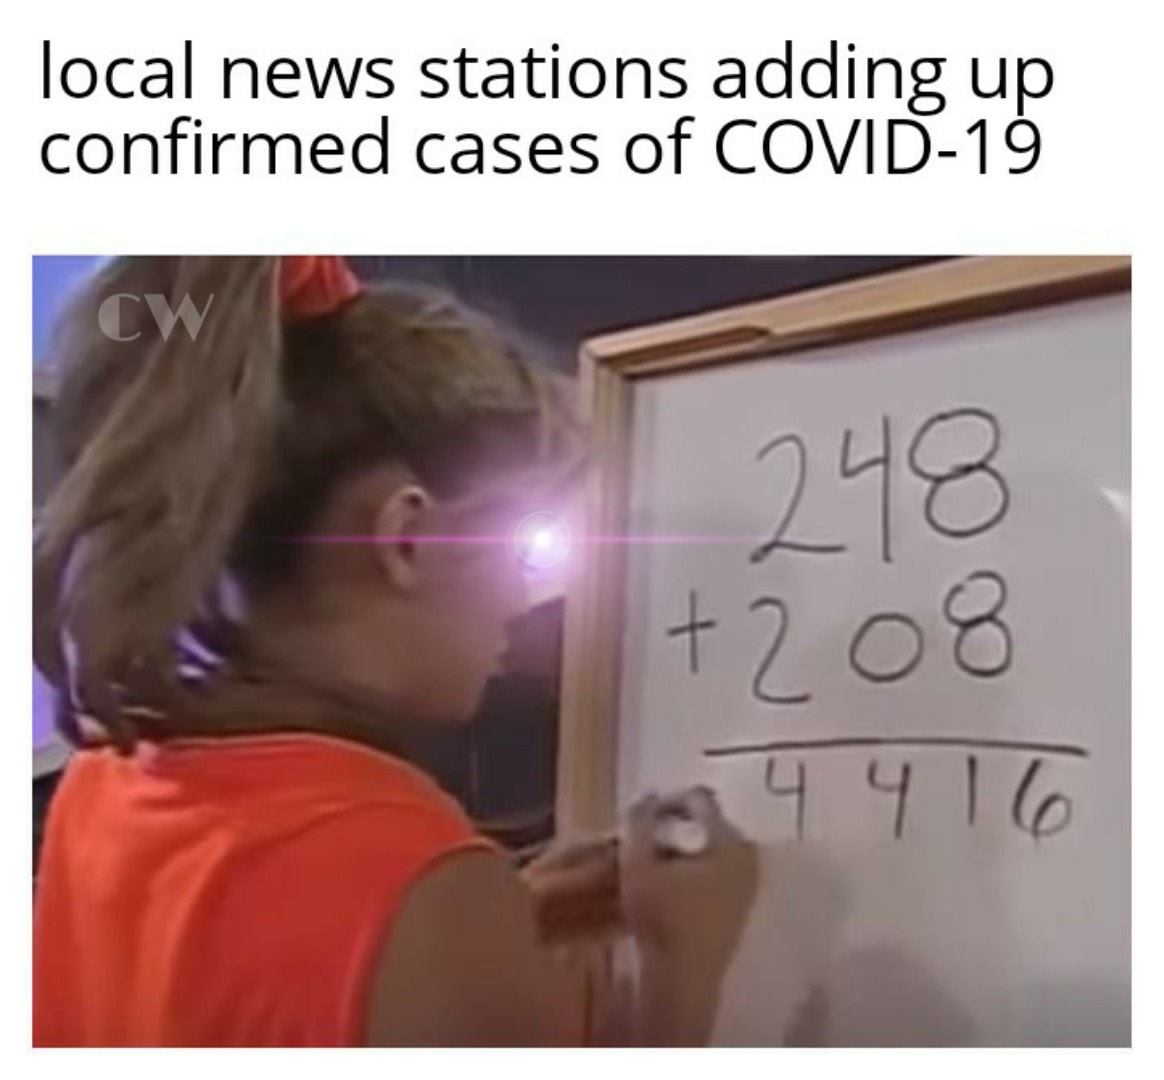 local news stations adding up
confirmed cases of COVID-19
CW
248
+208
4416